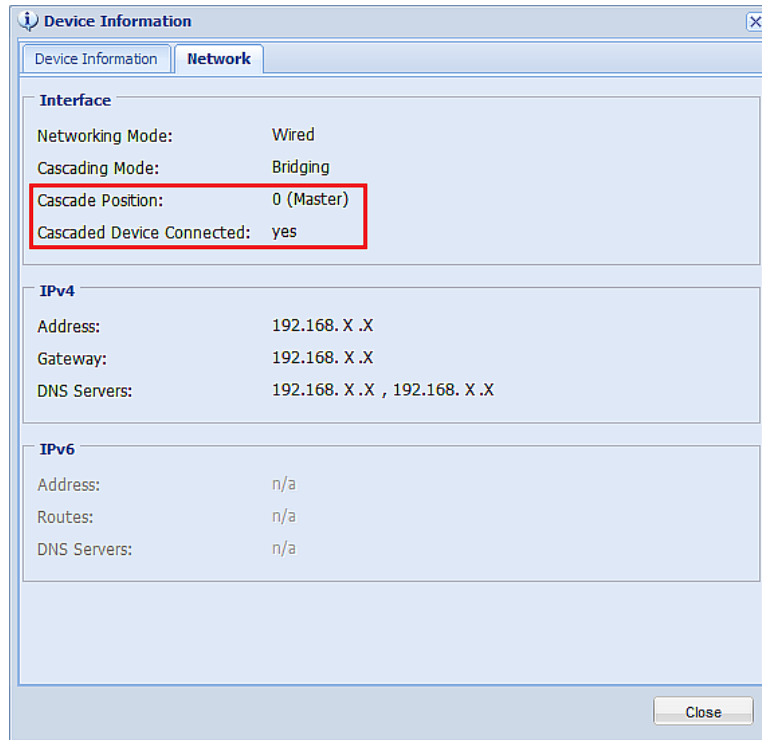 Device Information
Device Information Network
Interface
Networking Mode: Wired
Cascading Mode: Bridging
Cascade Position: 0 (Master)
Cascaded Device Connected: yes
IPv4
Address: 192.168. X .X
Gateway: 192.168. X .X
DNS Servers: 192.168. X .X , 192.168. X .X
IPv6
Address: n/a
Routes: n/a
DNS Servers: n/a
Close